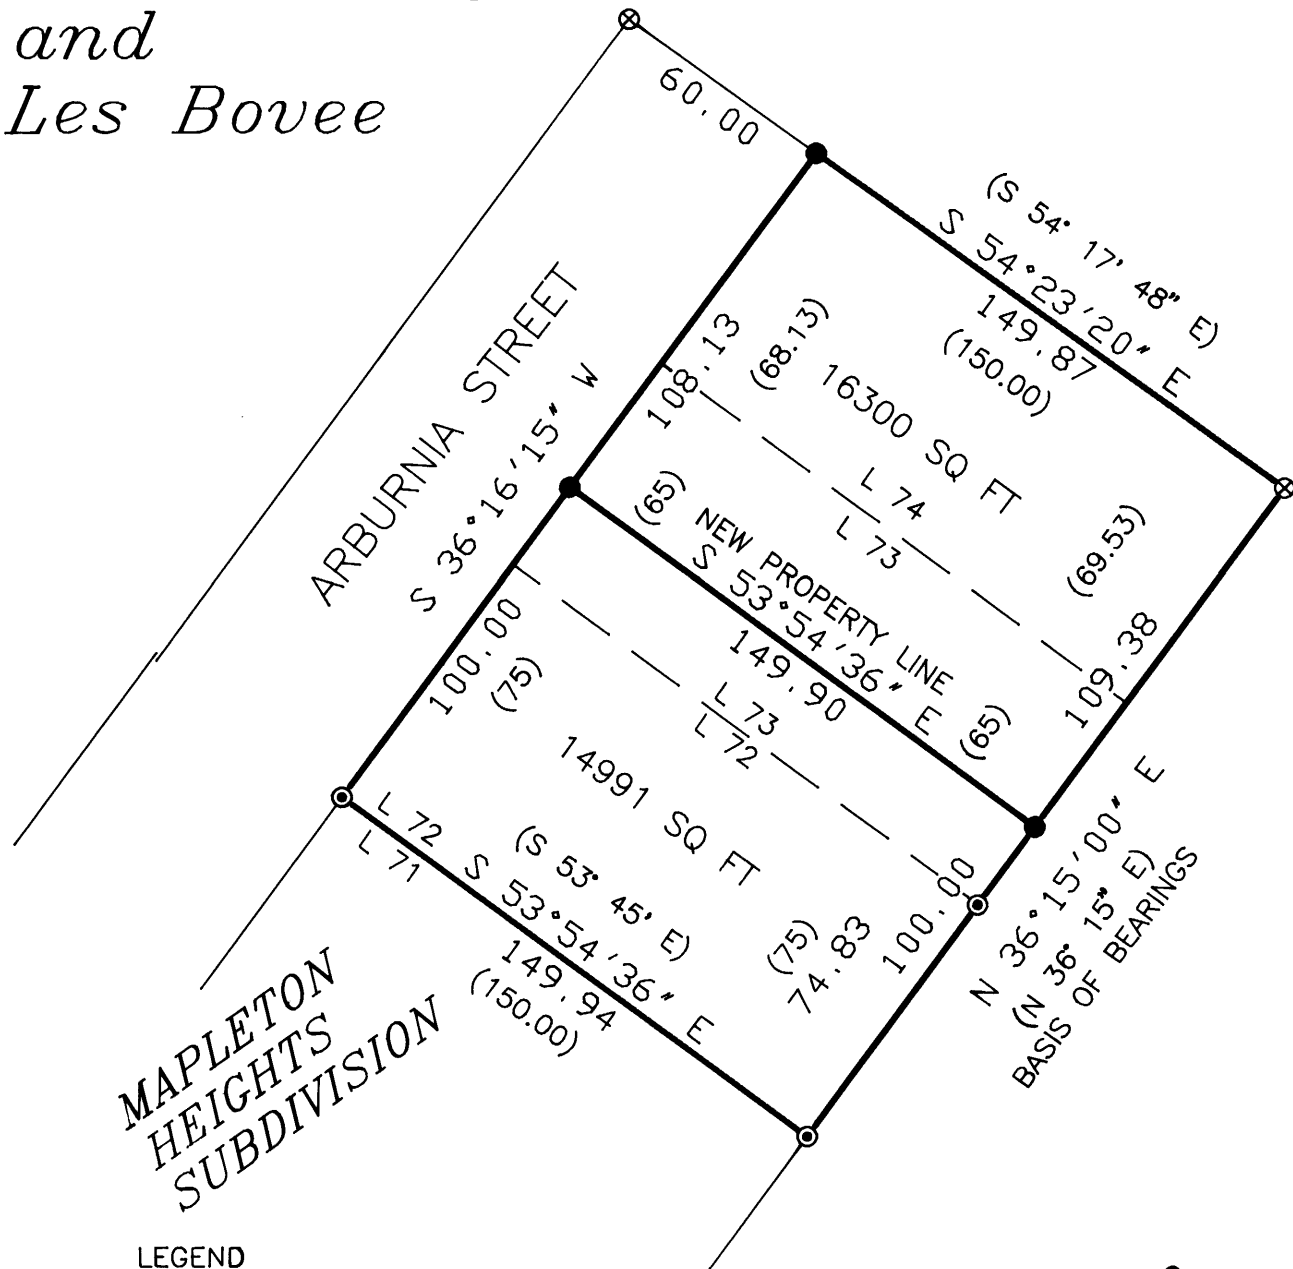 and
Les Bovee
60.00
(S 54° 17' 48" E)
S 54°23'20" E
149.87
(150.00)
ARBURNIA STREET
S 36°16'15" W
108.13
(68.13)
16300 SQ FT
L 74
L 73
(69.53)
(65)
NEW PROPERTY LINE
S 53°54'36" E
149.90
(65)
109.38
100.00
(75)
L 73
L 72
14991 SQ FT
L 72
L 71
(S 53° 45' E)
S 53°54'36" E
149.94
(150.00)
(75)
74.83
100.00
N 36°15'00" E
(N 36° 15" E)
BASIS OF BEARINGS
MAPLETON
HEIGHTS
SUBDIVISION
LEGEND